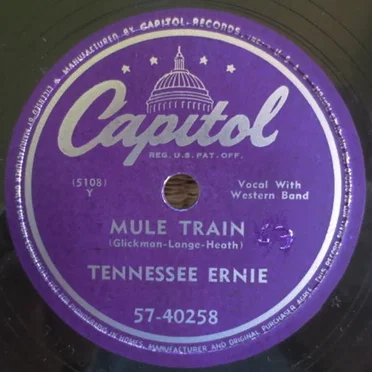 MANUFACTURED BY CAPITOL RECORDS, INC.
Capitol
REG. U.S. PAT. OFF.
(5108)
Y
Vocal With
Western Band
MULE TRAIN
(Glickman-Lange-Heath)
TENNESSEE ERNIE
57-40258